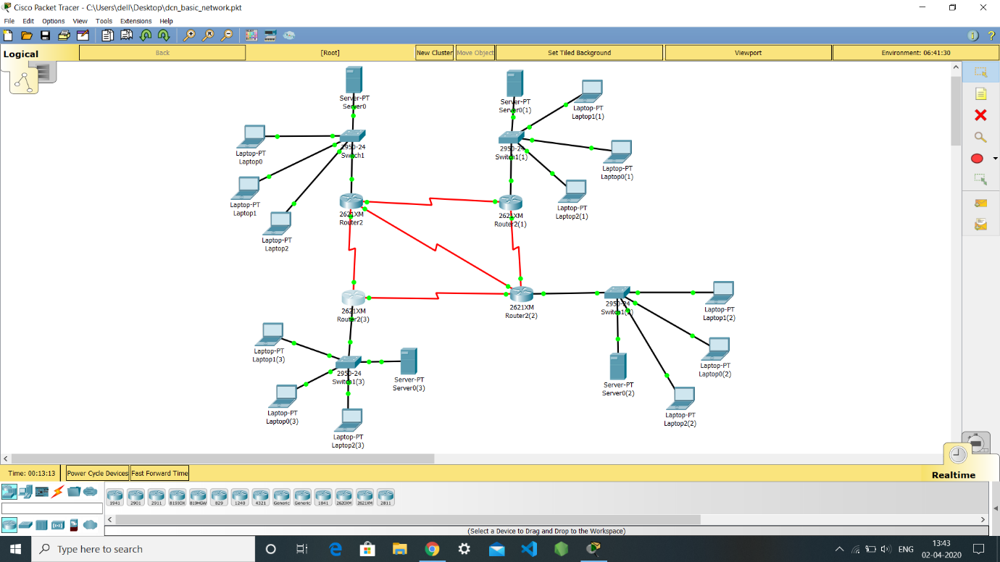 Cisco Packet Tracer - C:\Users\dell\Desktop\dcn_basic_network.pkt
File Edit Options View Tools Extensions Help
Logical
Back
[Root]
New Cluster
Move Object
Set Tiled Background
Viewport
Environment: 06:41:30
Server-PT
Server0
Server-PT
Server0(1)
Laptop-PT
Laptop1(1)
Laptop-PT
Laptop0
2950-24
Switch1
2950-24
Switch1(1)
Laptop-PT
Laptop0(1)
Laptop-PT
Laptop1
Laptop-PT
Laptop2(1)
2621XM
Router2
2621XM
Router2(1)
Laptop-PT
Laptop2
2621XM
Router2(3)
2621XM
Router2(2)
2950-24
Switch1(2)
Laptop-PT
Laptop1(2)
Laptop-PT
Laptop1(3)
Laptop-PT
Laptop0(2)
2950-24
Switch1(3)
Server-PT
Server0(3)
Server-PT
Server0(2)
Laptop-PT
Laptop0(3)
Laptop-PT
Laptop2(2)
Laptop-PT
Laptop2(3)
Time: 00:13:13
Power Cycle Devices
Fast Forward Time
Realtime
1941 2901 2911 819IOX 819HGW 829 1240 4321 Generic Generic 1841 2620XM 2621XM 2811
(Select a Device to Drag and Drop to the Workspace)
Type here to search
ENG
13:43
02-04-2020